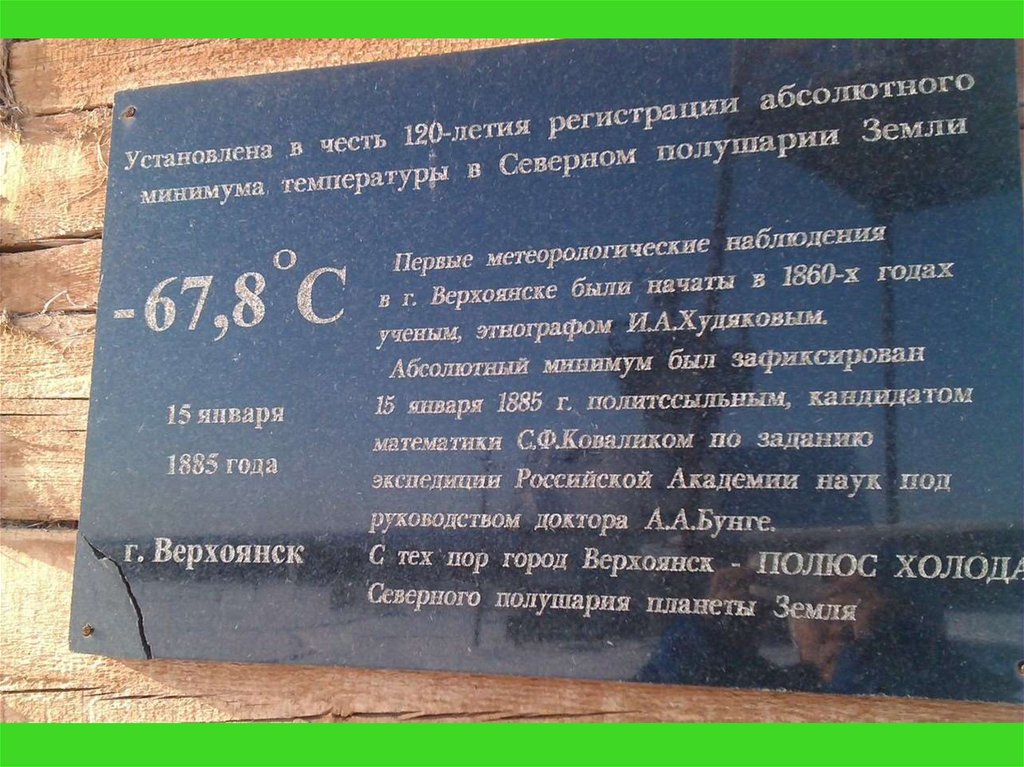 Установлена в честь 120-летия регистрации абсолютного
минимума температуры в Северном полушарии Земли
-67,8°C
15 января
1885 года
г. Верхоянск
Первые метеорологические наблюдения
в г. Верхоянске были начаты в 1860-х годах
ученым, этнографом И.А.Худяковым.
Абсолютный минимум был зафиксирован
15 января 1885 г. политссыльным, кандидатом
математики С.Ф.Коваликом по заданию
экспедиции Российской Академии наук под
руководством доктора А.А.Бунге.
С тех пор город Верхоянск - ПОЛЮС ХОЛОДА
Северного полушария планеты Земля